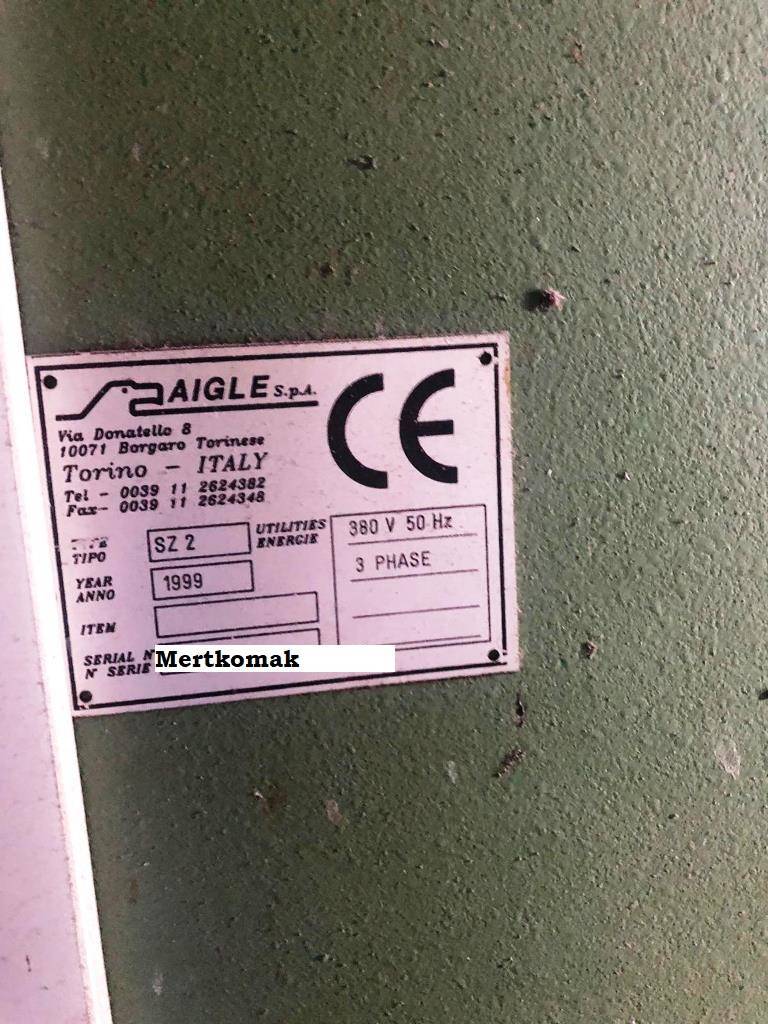 AIGLE S.p.A.
CE
Via Donatello 8
10071 Borgaro Torinese
Torino - ITALY
Tel - 0039 11 2624382
Fax- 0039 11 2624348
TIPO
SZ 2
UTILITIES
ENERGIE
380 V 50 Hz
3 PHASE
YEAR
ANNO
1999
ITEM
SERIAL N°
N° SERIE
Mertkomak